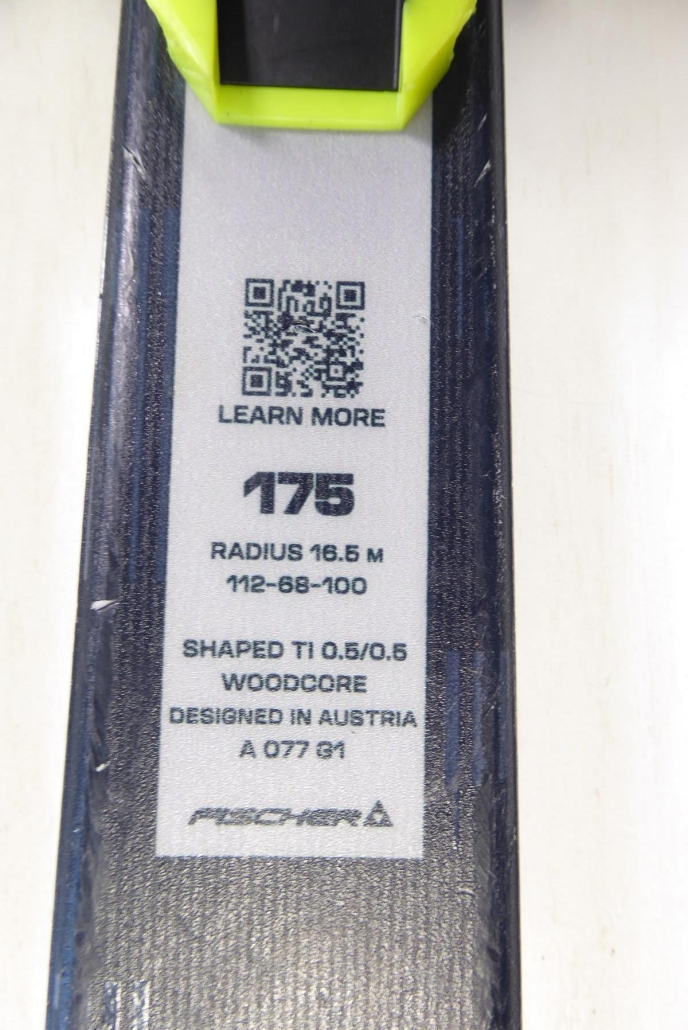 LEARN MORE
175
RADIUS 16.5 M
112-68-100
SHAPED TI 0.5/0.5
WOODCORE
DESIGNED IN AUSTRIA
A 077 G1
FISCHER